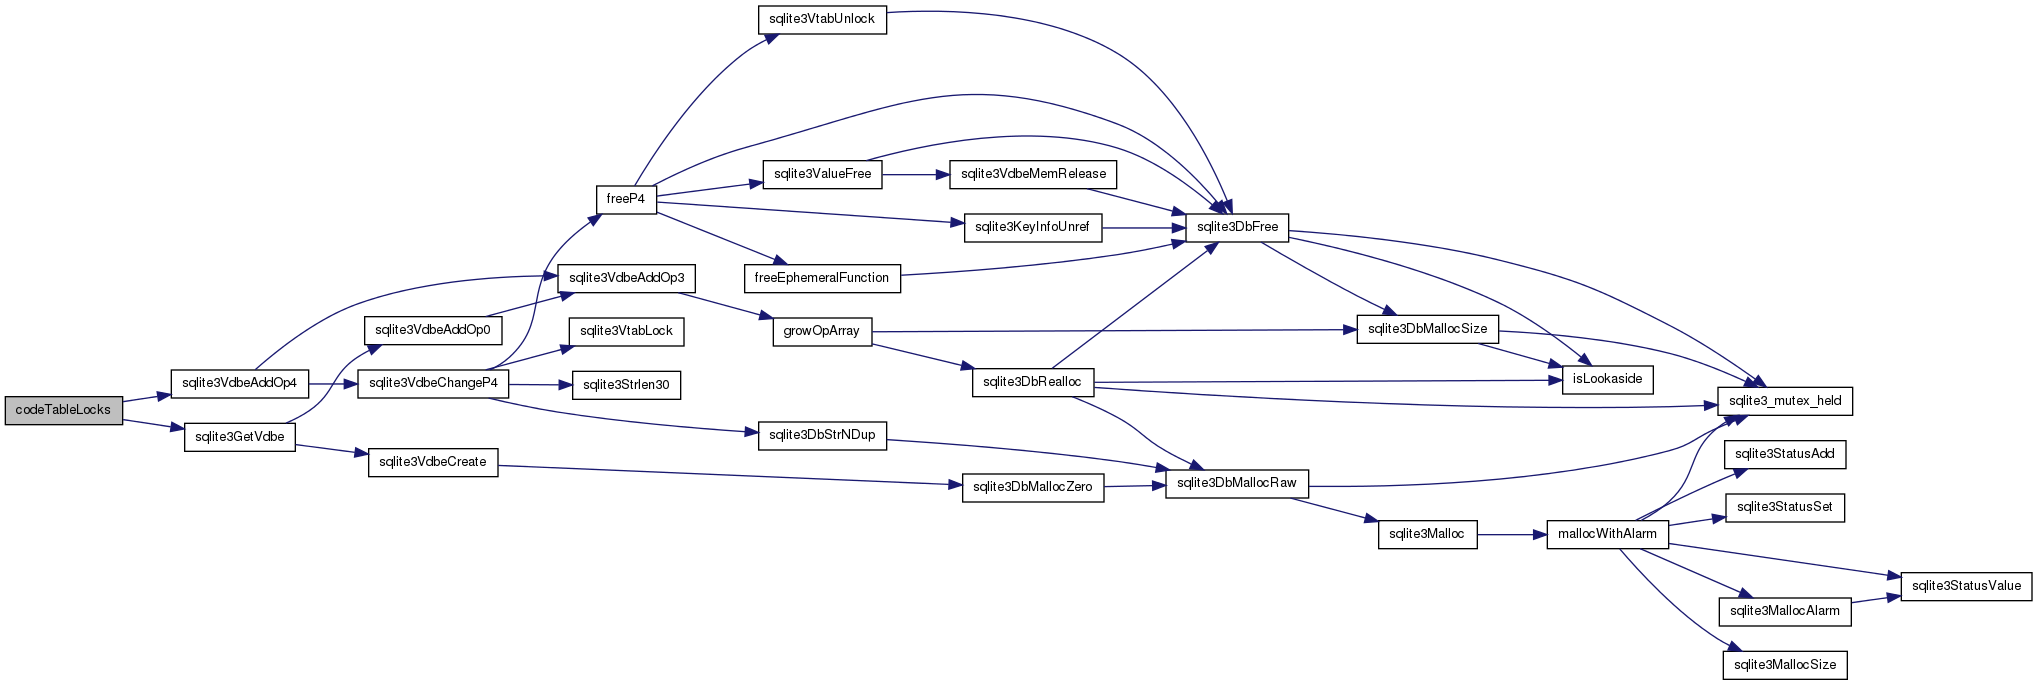 sqlite3VtabUnlock
sqlite3ValueFree
sqlite3VdbeMemRelease
freeP4
sqlite3KeyInfoUnref
sqlite3DbFree
freeEphemeralFunction
sqlite3VdbeAddOp3
sqlite3VdbeAddOp0
sqlite3VtabLock
growOpArray
sqlite3DbMallocSize
sqlite3VdbeAddOp4
sqlite3VdbeChangeP4
sqlite3Strlen30
sqlite3DbRealloc
isLookaside
codeTableLocks
sqlite3_mutex_held
sqlite3GetVdbe
sqlite3DbStrNDup
sqlite3StatusAdd
sqlite3VdbeCreate
sqlite3DbMallocZero
sqlite3DbMallocRaw
sqlite3StatusSet
sqlite3Malloc
mallocWithAlarm
sqlite3StatusValue
sqlite3MallocAlarm
sqlite3MallocSize